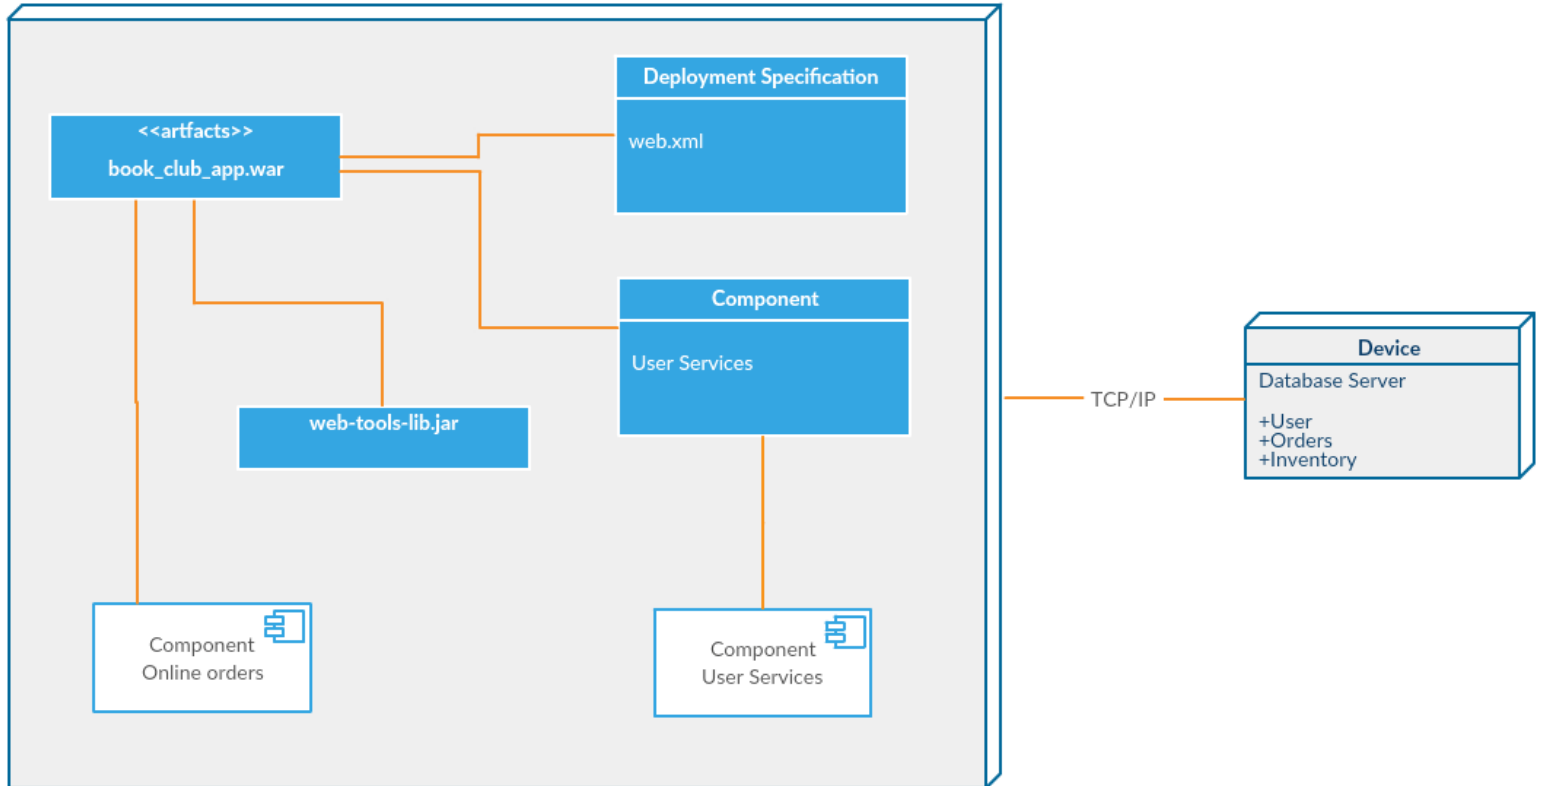 Deployment Specification
web.xml
<<artfacts>>
book_club_app.war
Component
User Services
web-tools-lib.jar
Component
Online orders
Component
User Services
TCP/IP
Device
Database Server
+User
+Orders
+Inventory